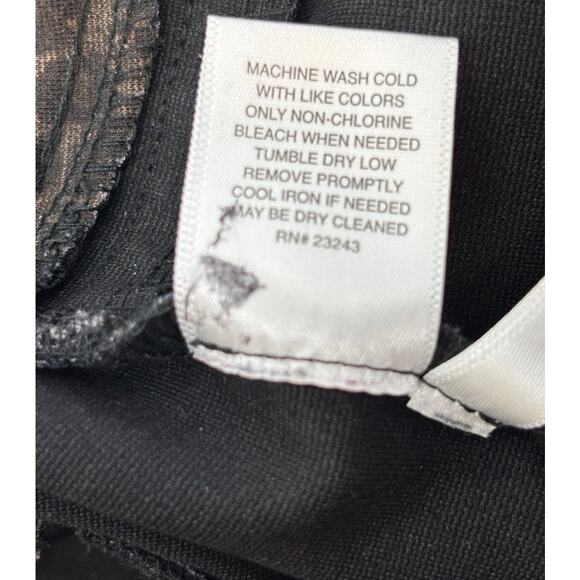 MACHINE WASH COLD
WITH LIKE COLORS
ONLY NON-CHLORINE
BLEACH WHEN NEEDED
TUMBLE DRY LOW
REMOVE PROMPTLY
COOL IRON IF NEEDED
MAY BE DRY CLEANED
RN# 23243